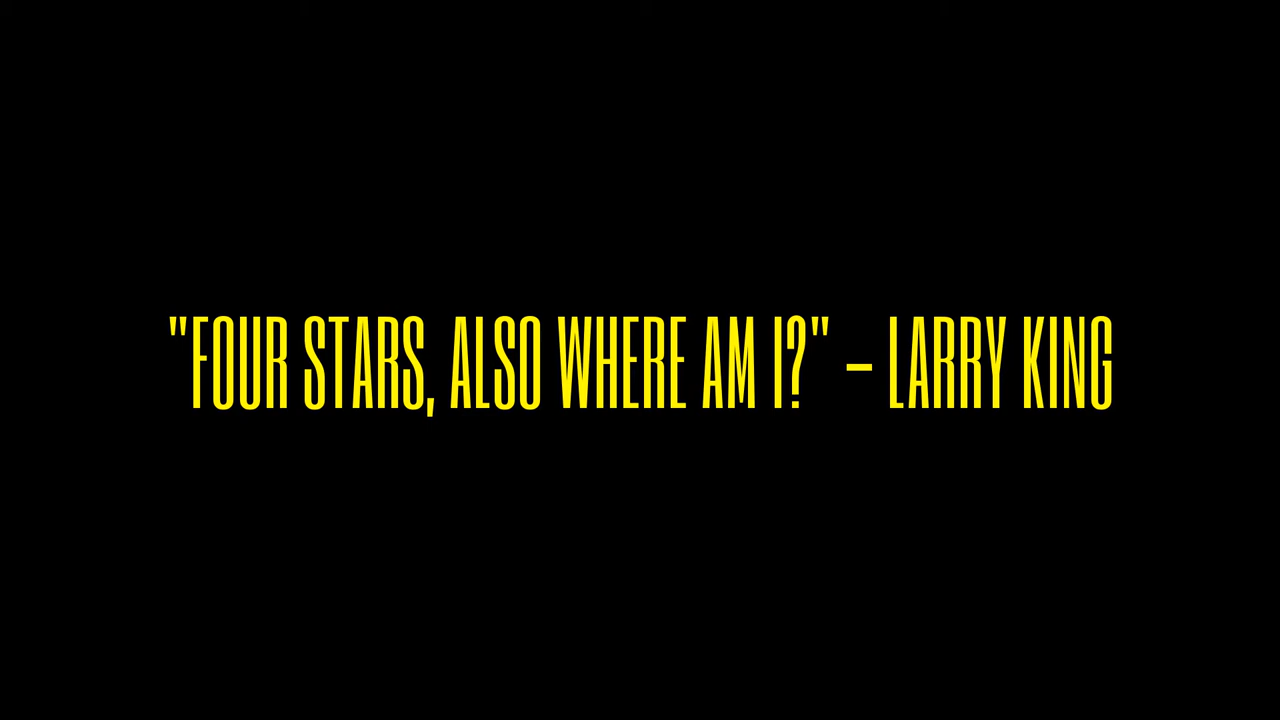 "FOUR STARS, ALSO WHERE AM I?" – LARRY KING